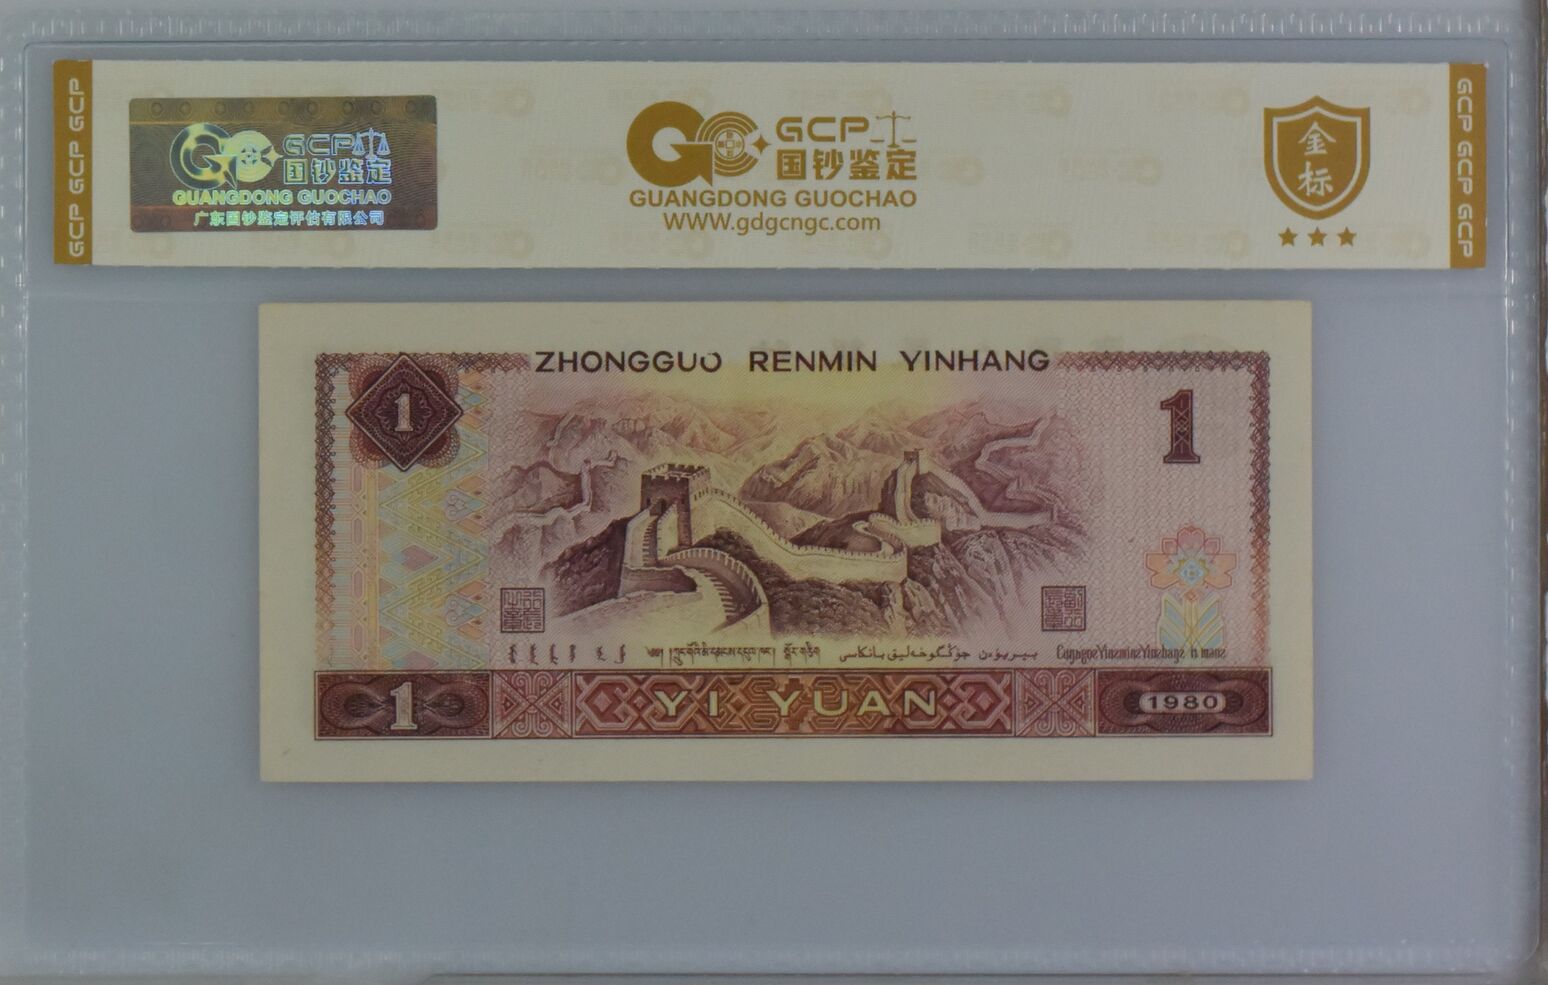 GCP GCP GCP
GCP
国钞鉴定
GUANGDONG GUOCHAO
广东国钞鉴定评估有限公司
GCP
国钞鉴定
GUANGDONG GUOCHAO
WWW.gdgcngc.com
金
标
GCP GCP GCP
ZHONGGUO RENMIN YINHANG
1
1
YI YUAN
1
1980